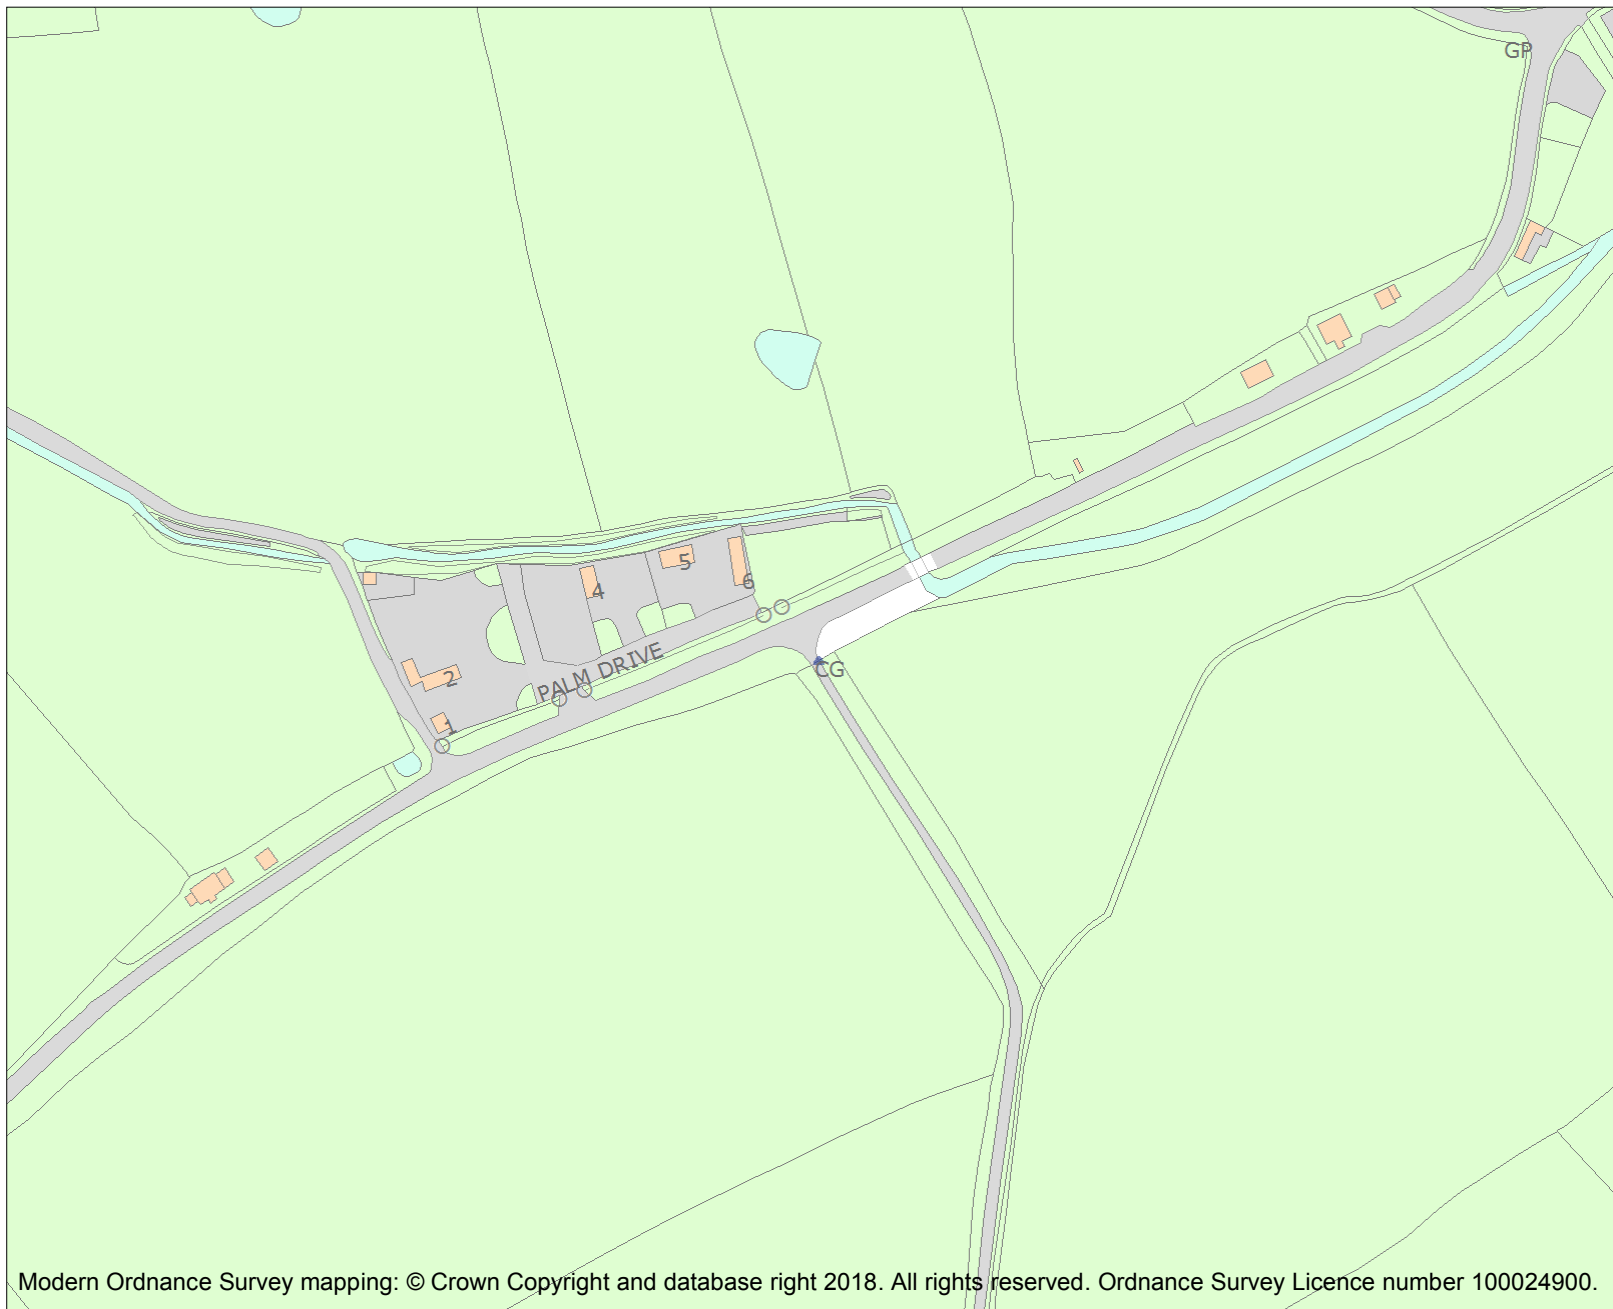 GP
5
4
6
PALM DRIVE
CG
2
1
Modern Ordnance Survey mapping: © Crown Copyright and database right 2018. All rights reserved. Ordnance Survey Licence number 100024900.